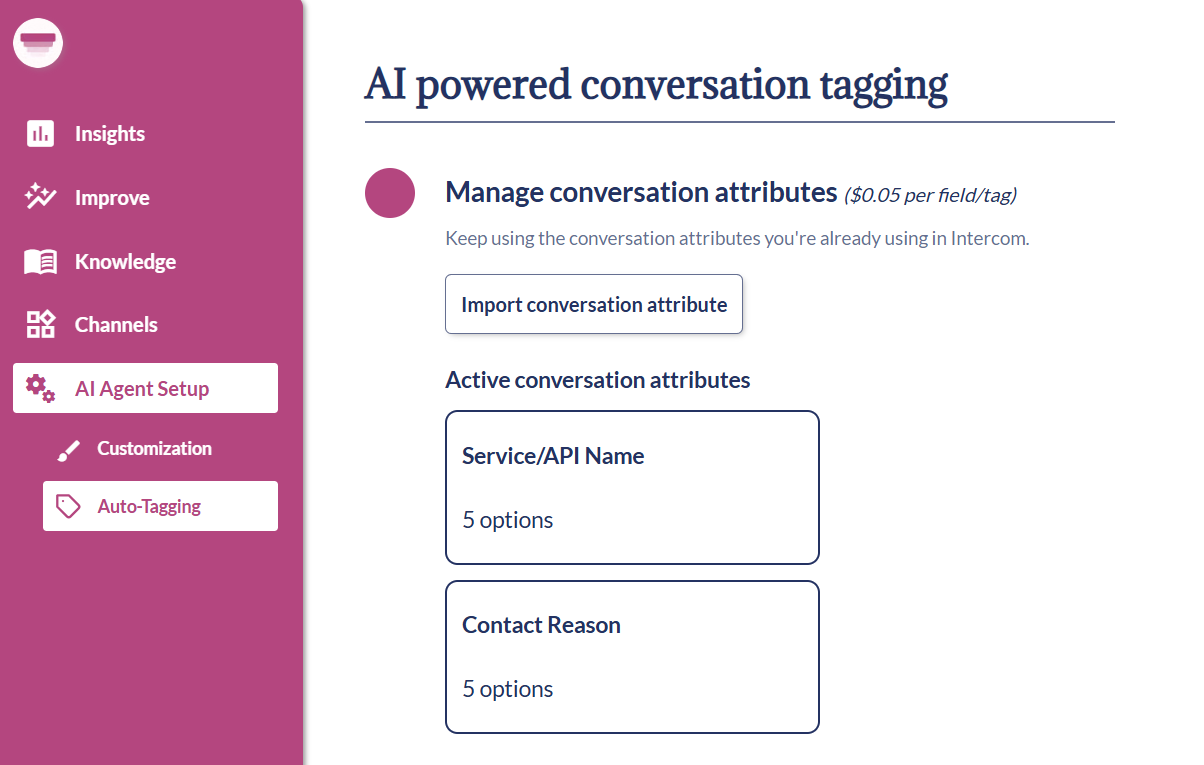 Insights
Improve
Knowledge
Channels
AI Agent Setup
Customization
Auto-Tagging
AI powered conversation tagging
Manage conversation attributes ($0.05 per field/tag)
Keep using the conversation attributes you're already using in Intercom.
Import conversation attribute
Active conversation attributes
Service/API Name
5 options
Contact Reason
5 options